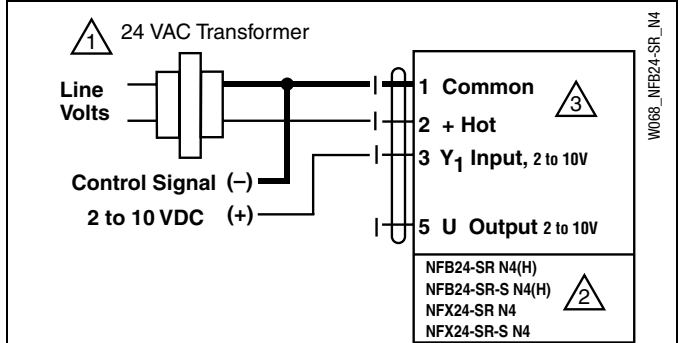 1 24 VAC Transformer
Line
Volts
Control Signal (–)
2 to 10 VDC (+)
1 Common
3
2 + Hot
3 Y1 Input, 2 to 10V
5 U Output 2 to 10V
NFB24-SR N4(H)
NFB24-SR-S N4(H)
NFX24-SR N4
NFX24-SR-S N4
2
W068_NFB24-SR_N4